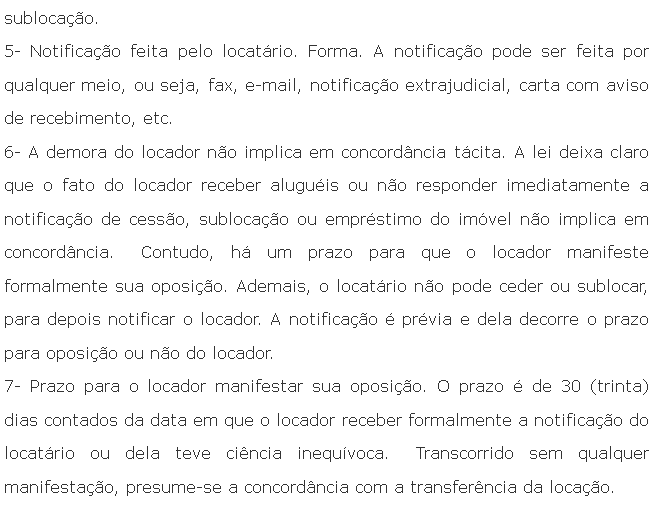 sublocação.
5- Notificação feita pelo locatário. Forma. A notificação pode ser feita por
qualquer meio, ou seja, fax, e-mail, notificação extrajudicial, carta com aviso
de recebimento, etc.
6- A demora do locador não implica em concordância tácita. A lei deixa claro
que o fato do locador receber aluguéis ou não responder imediatamente a
notificação de cessão, sublocação ou empréstimo do imóvel não implica em
concordância. Contudo, há um prazo para que o locador manifeste
formalmente sua oposição. Ademais, o locatário não pode ceder ou sublocar,
para depois notificar o locador. A notificação é prévia e dela decorre o prazo
para oposição ou não do locador.
7- Prazo para o locador manifestar sua oposição. O prazo é de 30 (trinta)
dias contados da data em que o locador receber formalmente a notificação do
locatário ou dela teve ciência inequívoca. Transcorrido sem qualquer
manifestação, presume-se a concordância com a transferência da locação.